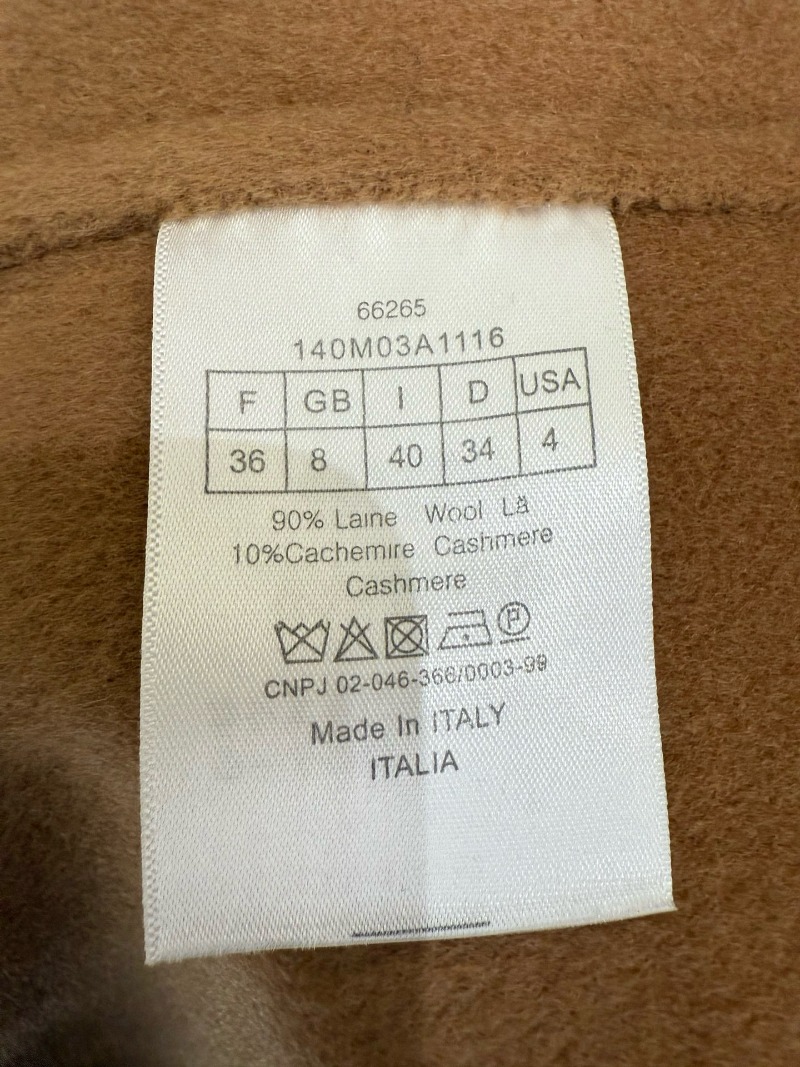 66265
140M03A1116
F GB I D USA
36 8 40 34 4
90% Laine Wool Lã
10%Cachemire Cashmere
Cashmere
P
CNPJ 02-046-366/0003-99
Made In ITALY
ITALIA